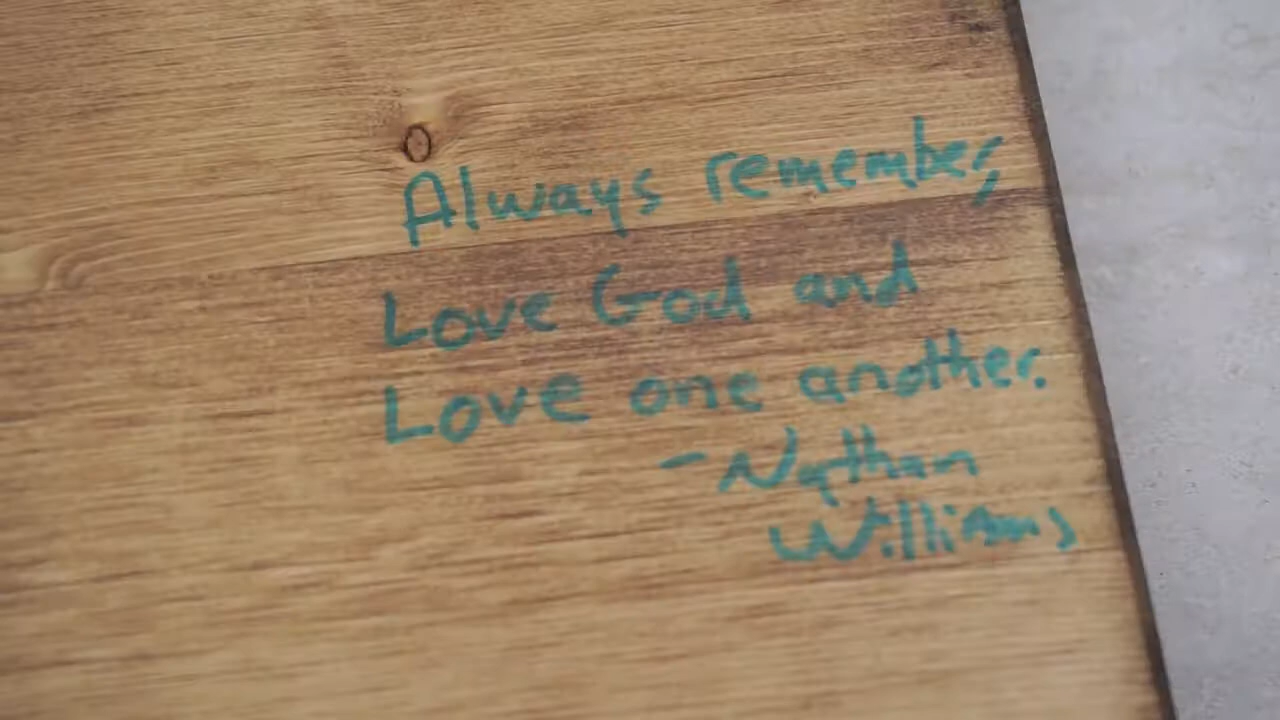 Always remember,
Love God and
Love one another.
- Nathan
Williams